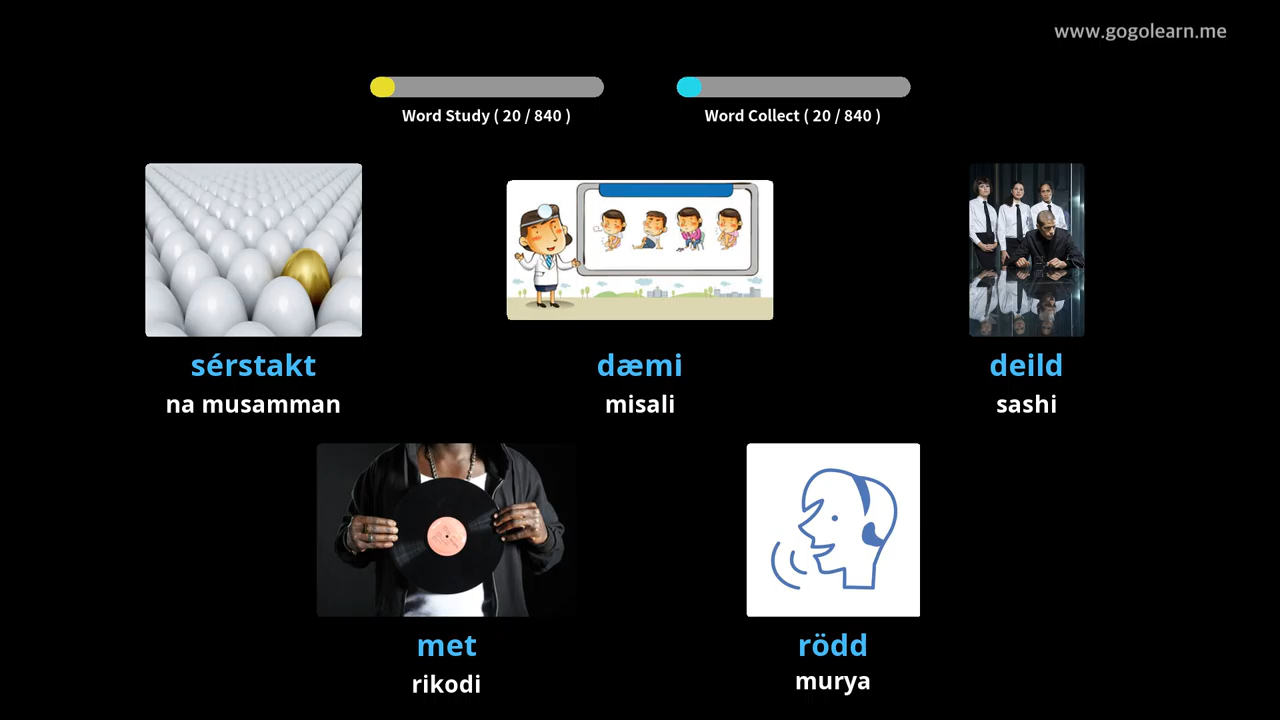 www.gogolearn.me
Word Study ( 20 / 840 )
Word Collect ( 20 / 840 )
sérstakt
na musamman
dæmi
misali
deild
sashi
met
rikodi
rödd
murya